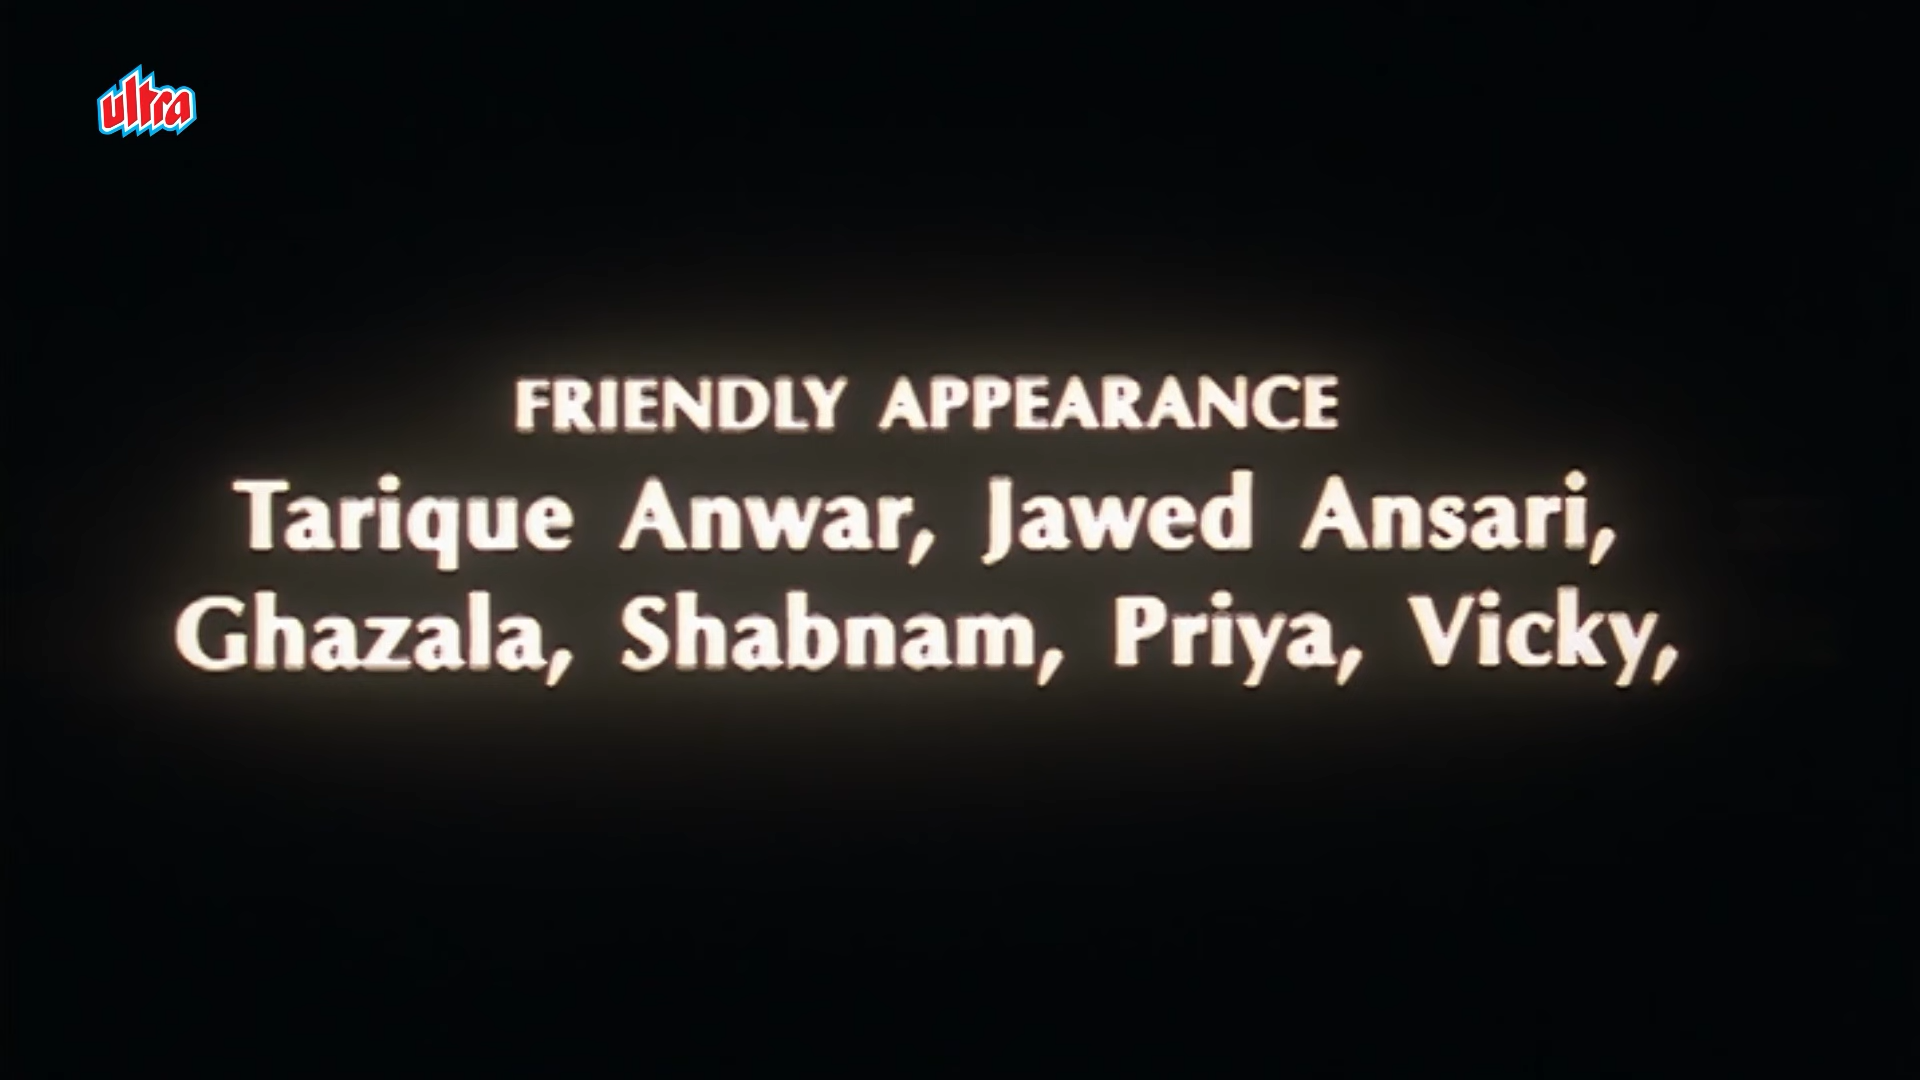 ultra
FRIENDLY APPEARANCE
Tarique Anwar, Jawed Ansari,
Ghazala, Shabnam, Priya, Vicky,